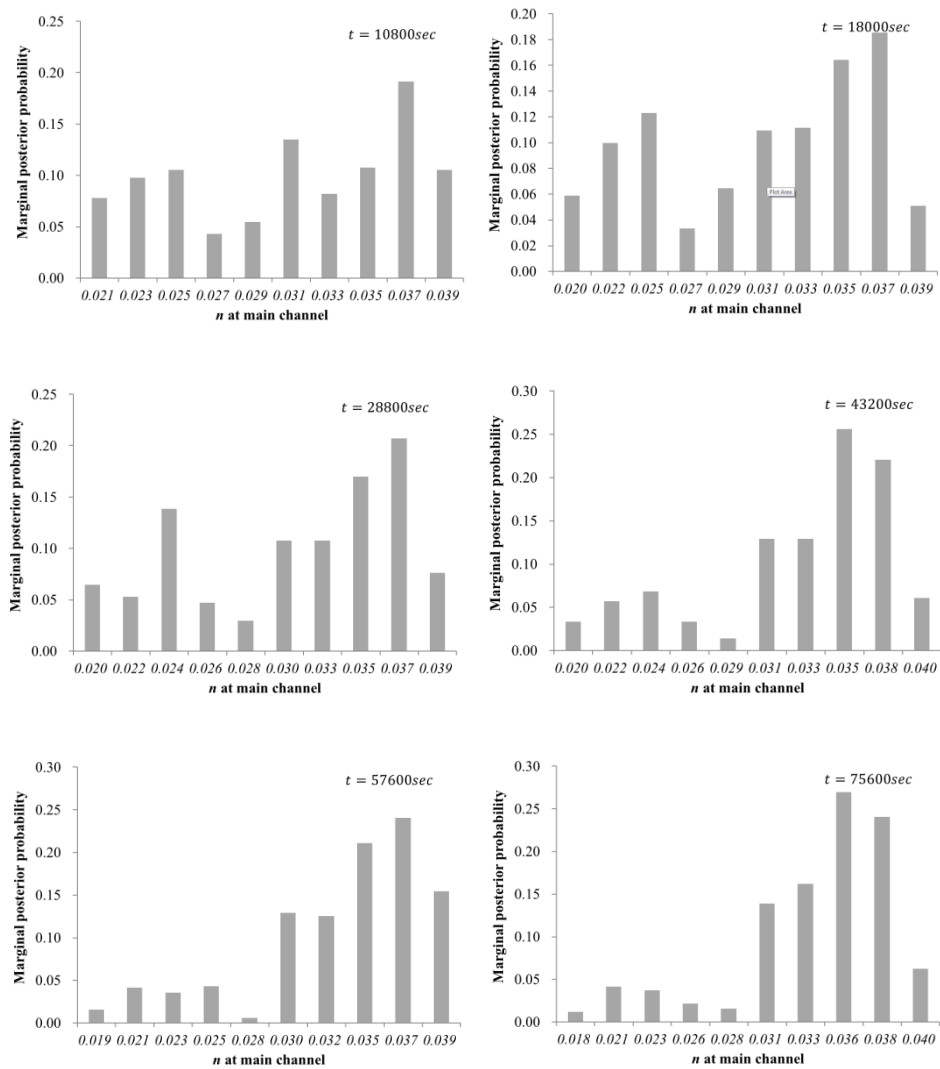 t = 10800sec
Marginal posterior probability
0.25
0.20
0.15
0.10
0.05
0.00
0.021 0.023 0.025 0.027 0.029 0.031 0.033 0.035 0.037 0.039
n at main channel
t = 18000sec
Marginal posterior probability
0.20
0.18
0.16
0.14
0.12
0.10
0.08
0.06
0.04
0.02
0.00
Plot Area
0.020 0.022 0.025 0.027 0.029 0.031 0.033 0.035 0.037 0.039
n at main channel
t = 28800sec
Marginal posterior probability
0.25
0.20
0.15
0.10
0.05
0.00
0.020 0.022 0.024 0.026 0.028 0.030 0.033 0.035 0.037 0.039
n at main channel
t = 43200sec
Marginal posterior probability
0.30
0.25
0.20
0.15
0.10
0.05
0.00
0.020 0.022 0.024 0.026 0.029 0.031 0.033 0.035 0.038 0.040
n at main channel
t = 57600sec
Marginal posterior probability
0.30
0.25
0.20
0.15
0.10
0.05
0.00
0.019 0.021 0.023 0.025 0.028 0.030 0.032 0.035 0.037 0.039
n at main channel
t = 75600sec
Marginal posterior probability
0.30
0.25
0.20
0.15
0.10
0.05
0.00
0.018 0.021 0.023 0.026 0.028 0.031 0.033 0.036 0.038 0.040
n at main channel